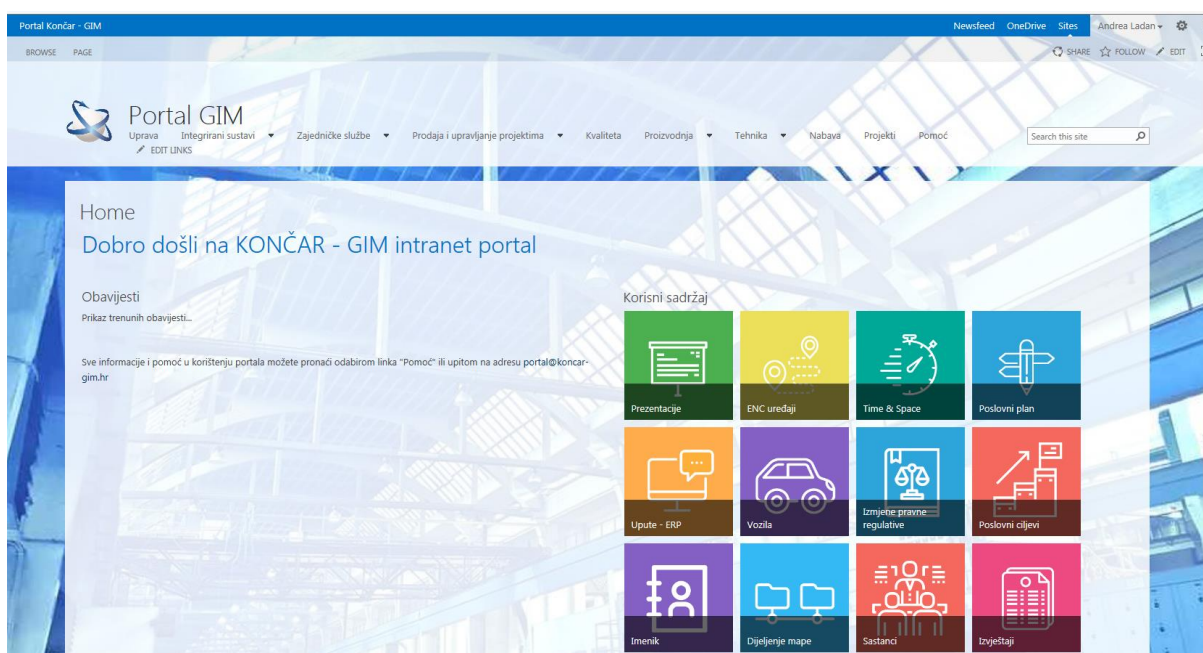 Portal Končar - GIM
Newsfeed OneDrive Sites Andrea Ladan
BROWSE PAGE
SHARE FOLLOW EDIT
Portal GIM
Uprava Integrirani sustavi Zajedničke službe Prodaja i upravljanje projektima Kvaliteta Proizvodnja Tehnika Nabava Projekti Pomoć
EDIT LINKS
Search this site
Home
Dobro došli na KONČAR - GIM intranet portal
Obavijesti
Prikaz trenunih obavijesti...
Sve informacije i pomoć u korištenju portala možete pronaći odabirom linka "Pomoć" ili upitom na adresu portal@koncar-
gim.hr
Korisni sadržaj
Prezentacije
ENC uređaji
Time & Space
Poslovni plan
Upute - ERP
Vozila
Izmjene pravne
regulative
Poslovni ciljevi
Imenik
Dijeljenje mape
Sastanci
Izvještaji